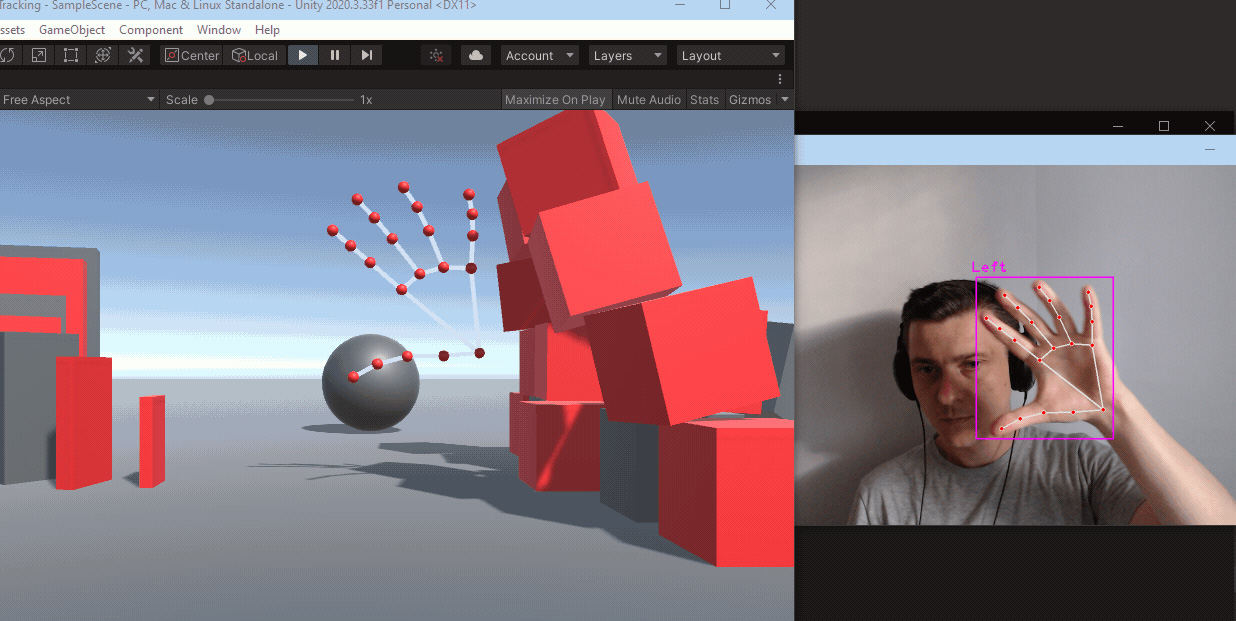 Tracking - SampleScene - PC, Mac & Linux Standalone - Unity 2020.3.33f1 Personal <DX11>
ssets GameObject Component Window Help
Center Local Account Layers Layout
Free Aspect Scale 1x Maximize On Play Mute Audio Stats Gizmos
Left